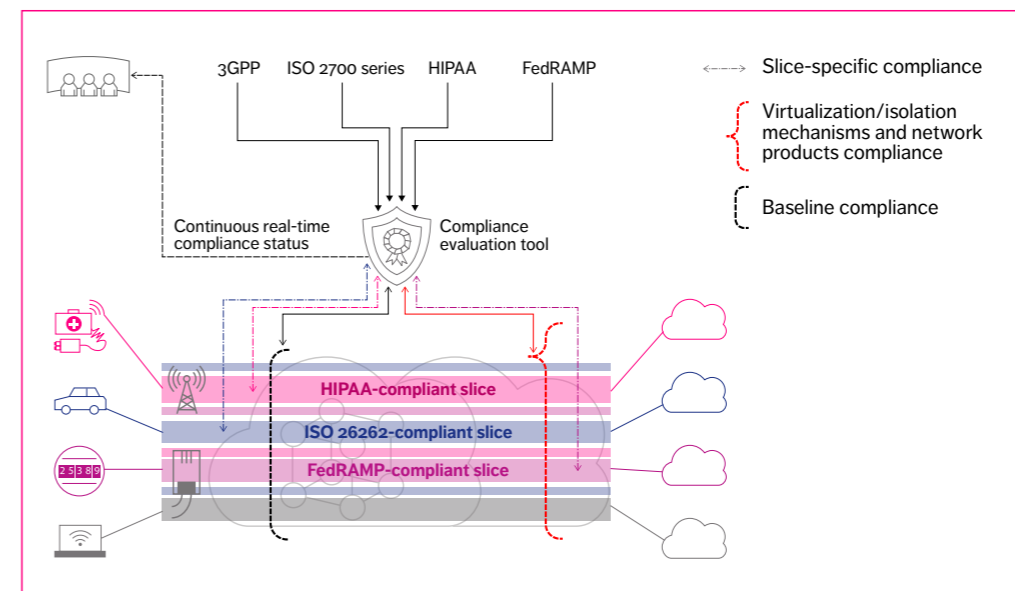 3GPP
ISO 2700 series
HIPAA
FedRAMP
Slice-specific compliance
Virtualization/isolation
mechanisms and network
products compliance
Baseline compliance
Continuous real-time
compliance status
Compliance
evaluation tool
HIPAA-compliant slice
ISO 26262-compliant slice
FedRAMP-compliant slice
25389